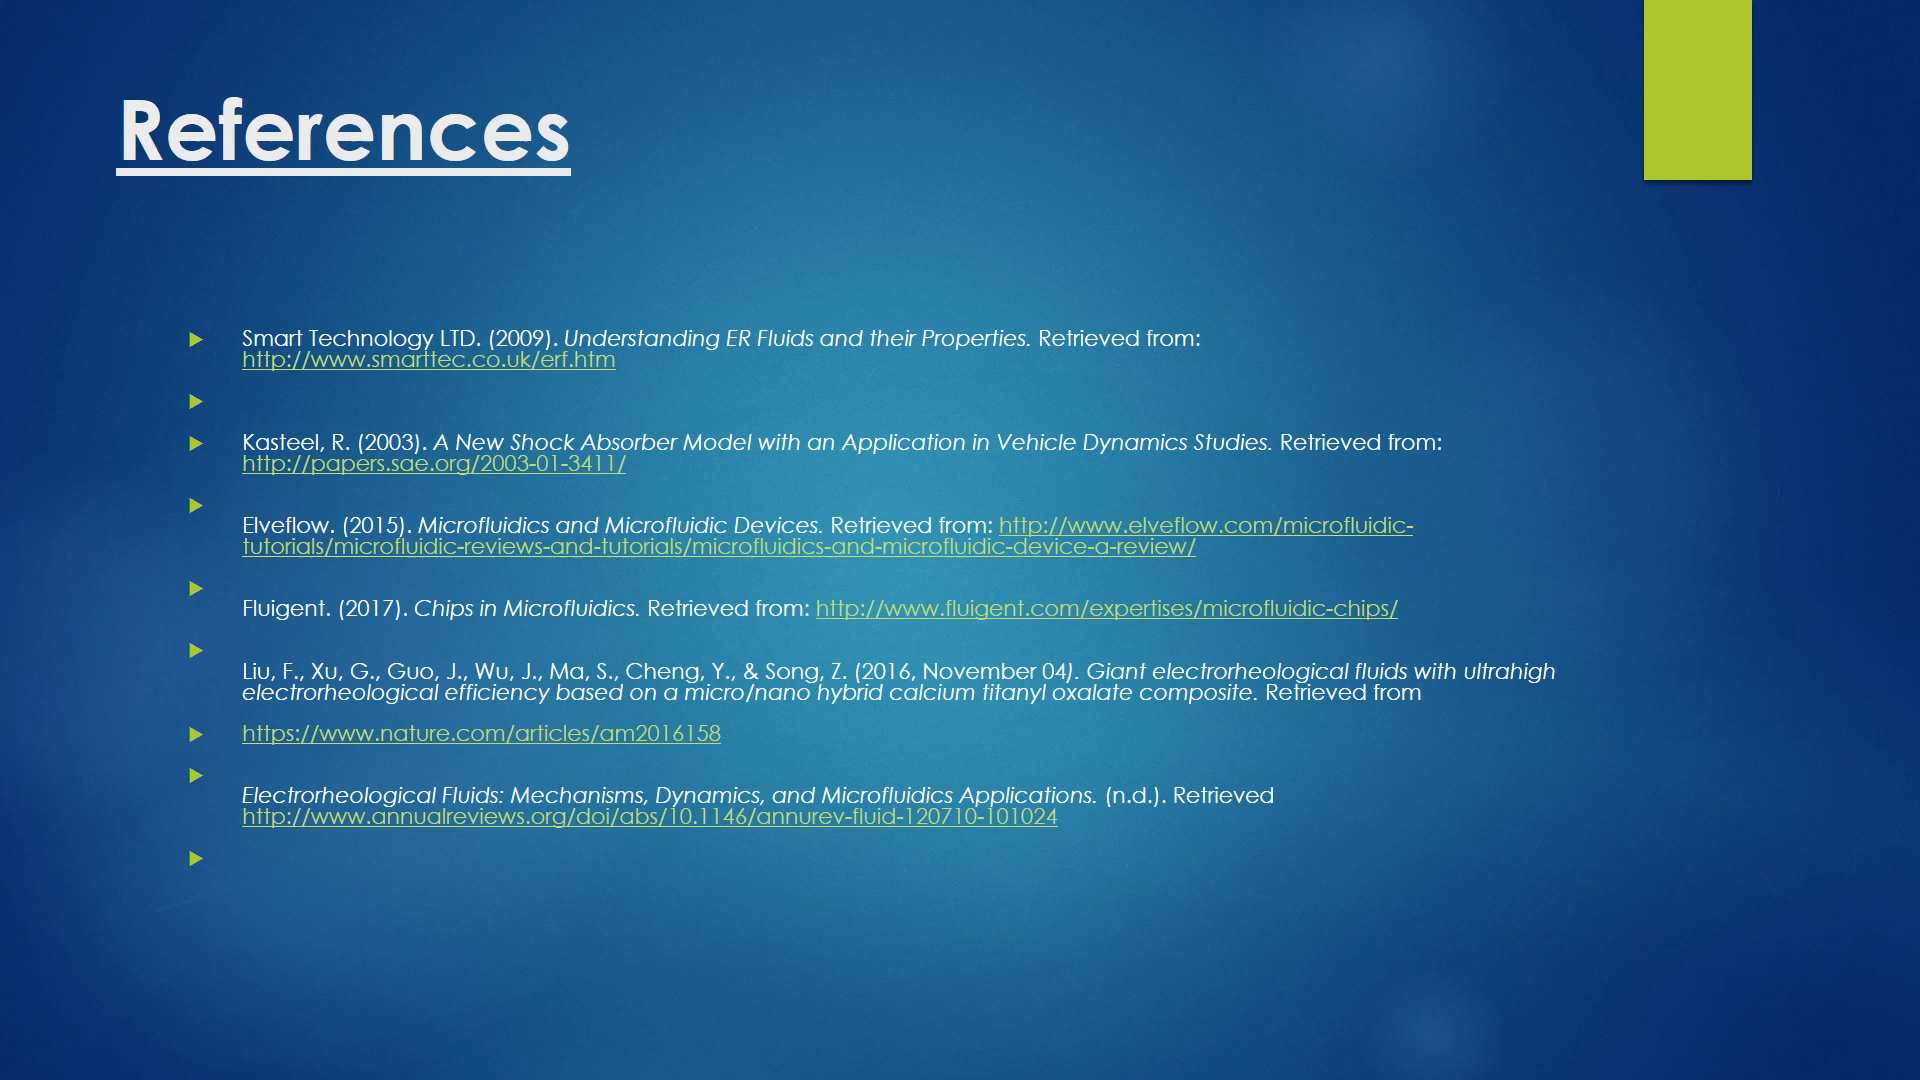 References
Smart Technology LTD. (2009). Understanding ER Fluids and their Properties. Retrieved from:
http://www.smarttec.co.uk/erf.htm
Kasteel, R. (2003). A New Shock Absorber Model with an Application in Vehicle Dynamics Studies. Retrieved from:
http://papers.sae.org/2003-01-3411/
Elveflow. (2015). Microfluidics and Microfluidic Devices. Retrieved from: http://www.elveflow.com/microfluidic-
tutorials/microfluidic-reviews-and-tutorials/microfluidics-and-microfluidic-device-a-review/
Fluigent. (2017). Chips in Microfluidics. Retrieved from: http://www.fluigent.com/expertises/microfluidic-chips/
Liu, F., Xu, G., Guo, J., Wu, J., Ma, S., Cheng, Y., & Song, Z. (2016, November 04). Giant electrorheological fluids with ultrahigh
electrorheological efficiency based on a micro/nano hybrid calcium titanyl oxalate composite. Retrieved from
https://www.nature.com/articles/am2016158
Electrorheological Fluids: Mechanisms, Dynamics, and Microfluidics Applications. (n.d.). Retrieved
http://www.annualreviews.org/doi/abs/10.1146/annurev-fluid-120710-101024